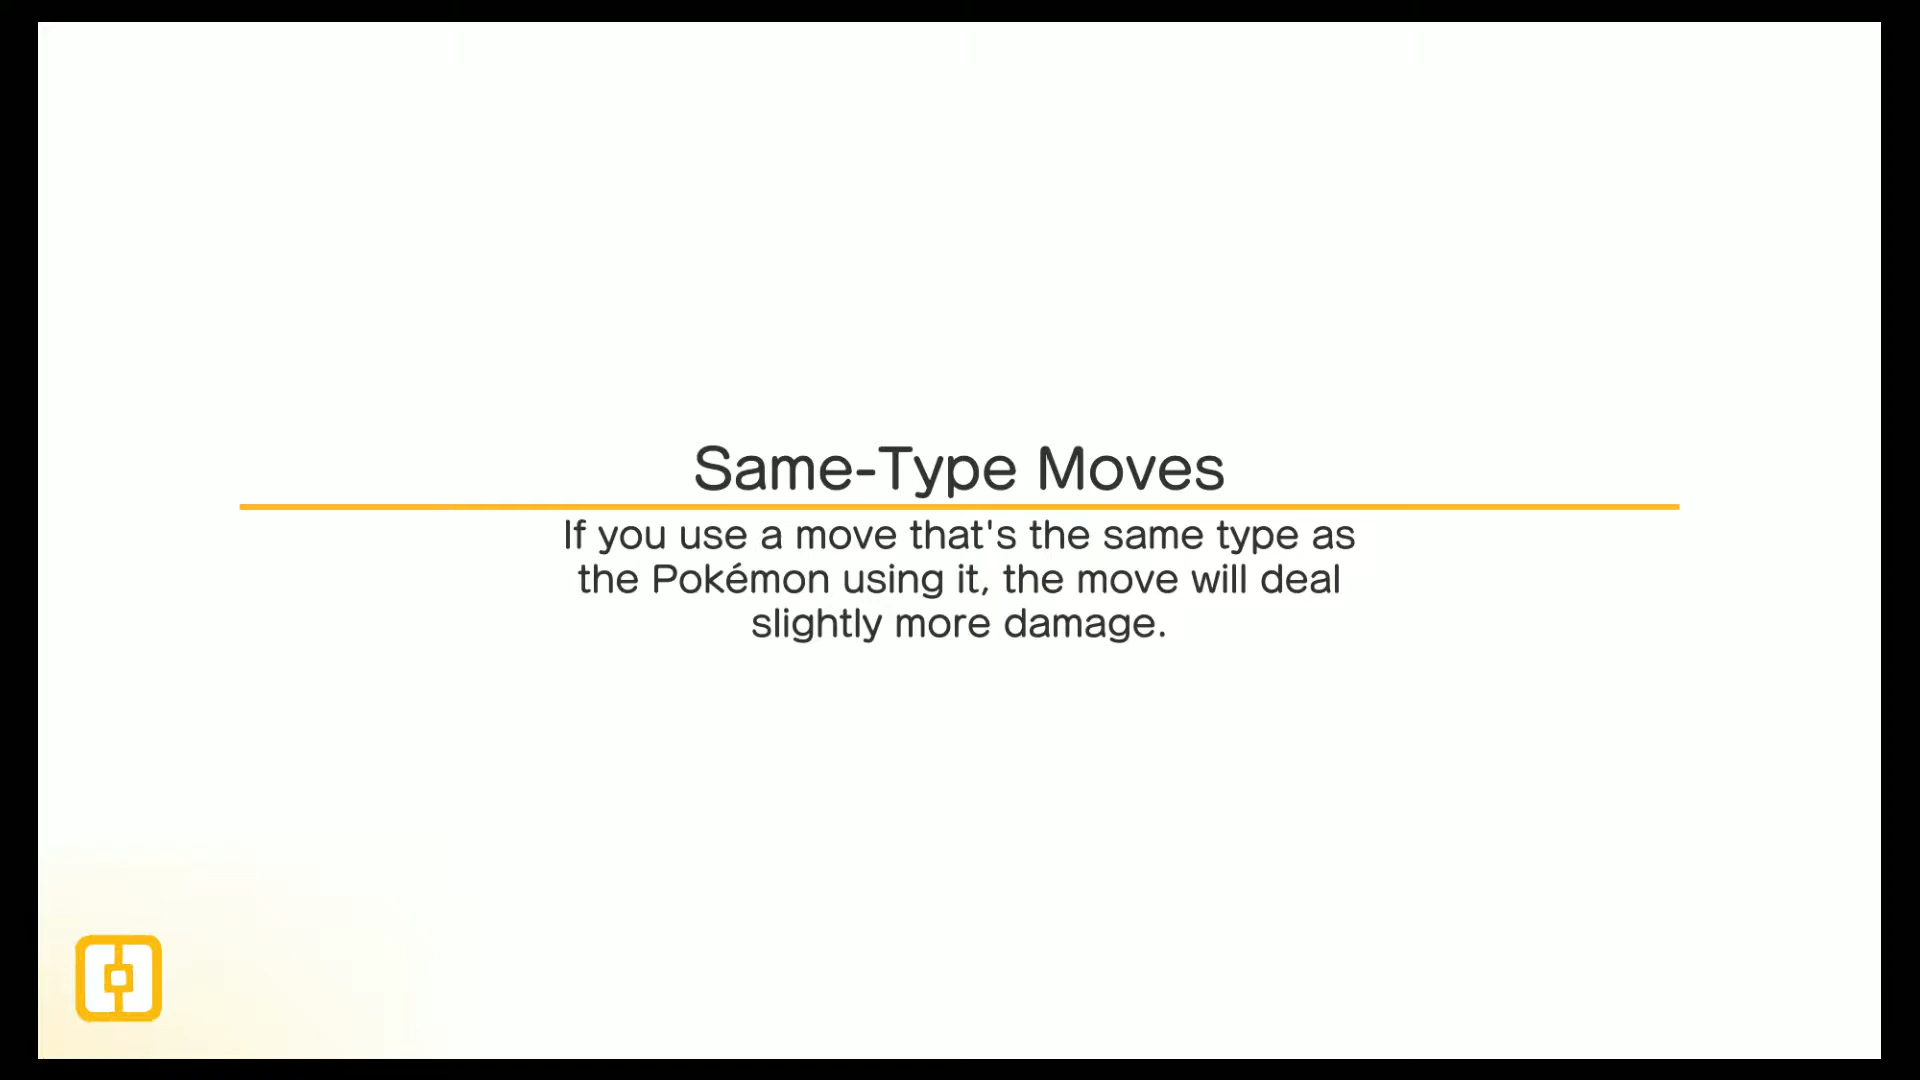 Same-Type Moves
If you use a move that's the same type as
the Pokémon using it, the move will deal
slightly more damage.